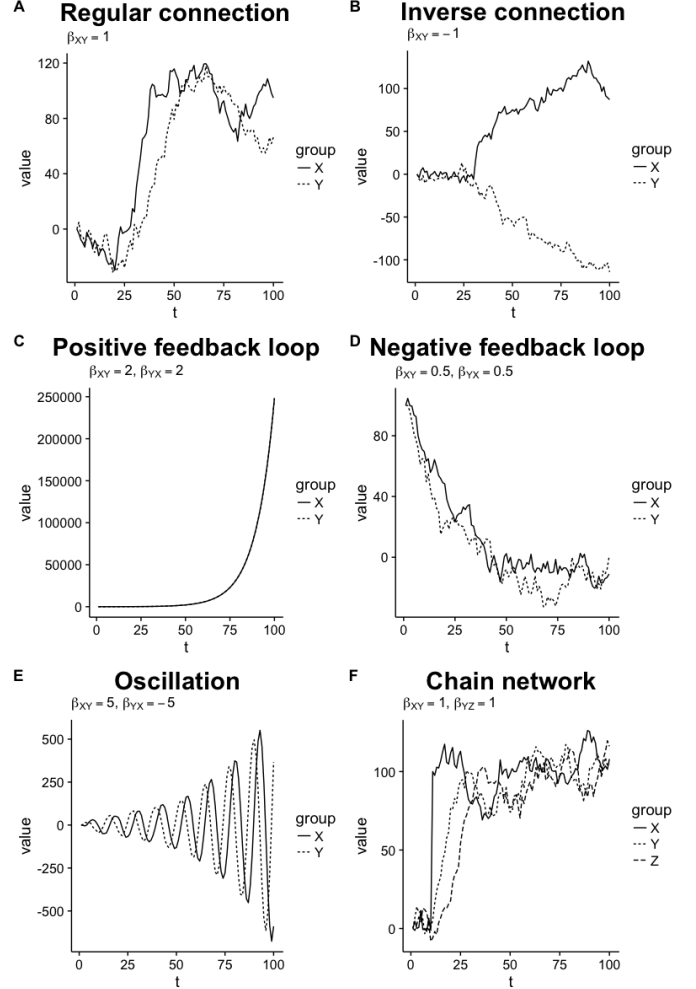 A Regular connection
βXY = 1
120
80
40
0
value
0 25 50 75 100
t
group
X
Y
B Inverse connection
βXY = −1
100
50
0
-50
-100
value
0 25 50 75 100
t
group
X
Y
C Positive feedback loop
βXY = 2, βYX = 2
250000
200000
150000
100000
50000
0
value
0 25 50 75 100
t
group
X
Y
D Negative feedback loop
βXY = 0.5, βYX = 0.5
80
40
0
value
0 25 50 75 100
t
group
X
Y
E Oscillation
βXY = 5, βYX = −5
500
250
0
-250
-500
value
0 25 50 75 100
t
group
X
Y
F Chain network
βXY = 1, βYZ = 1
100
50
0
value
0 25 50 75 100
t
group
X
Y
Z